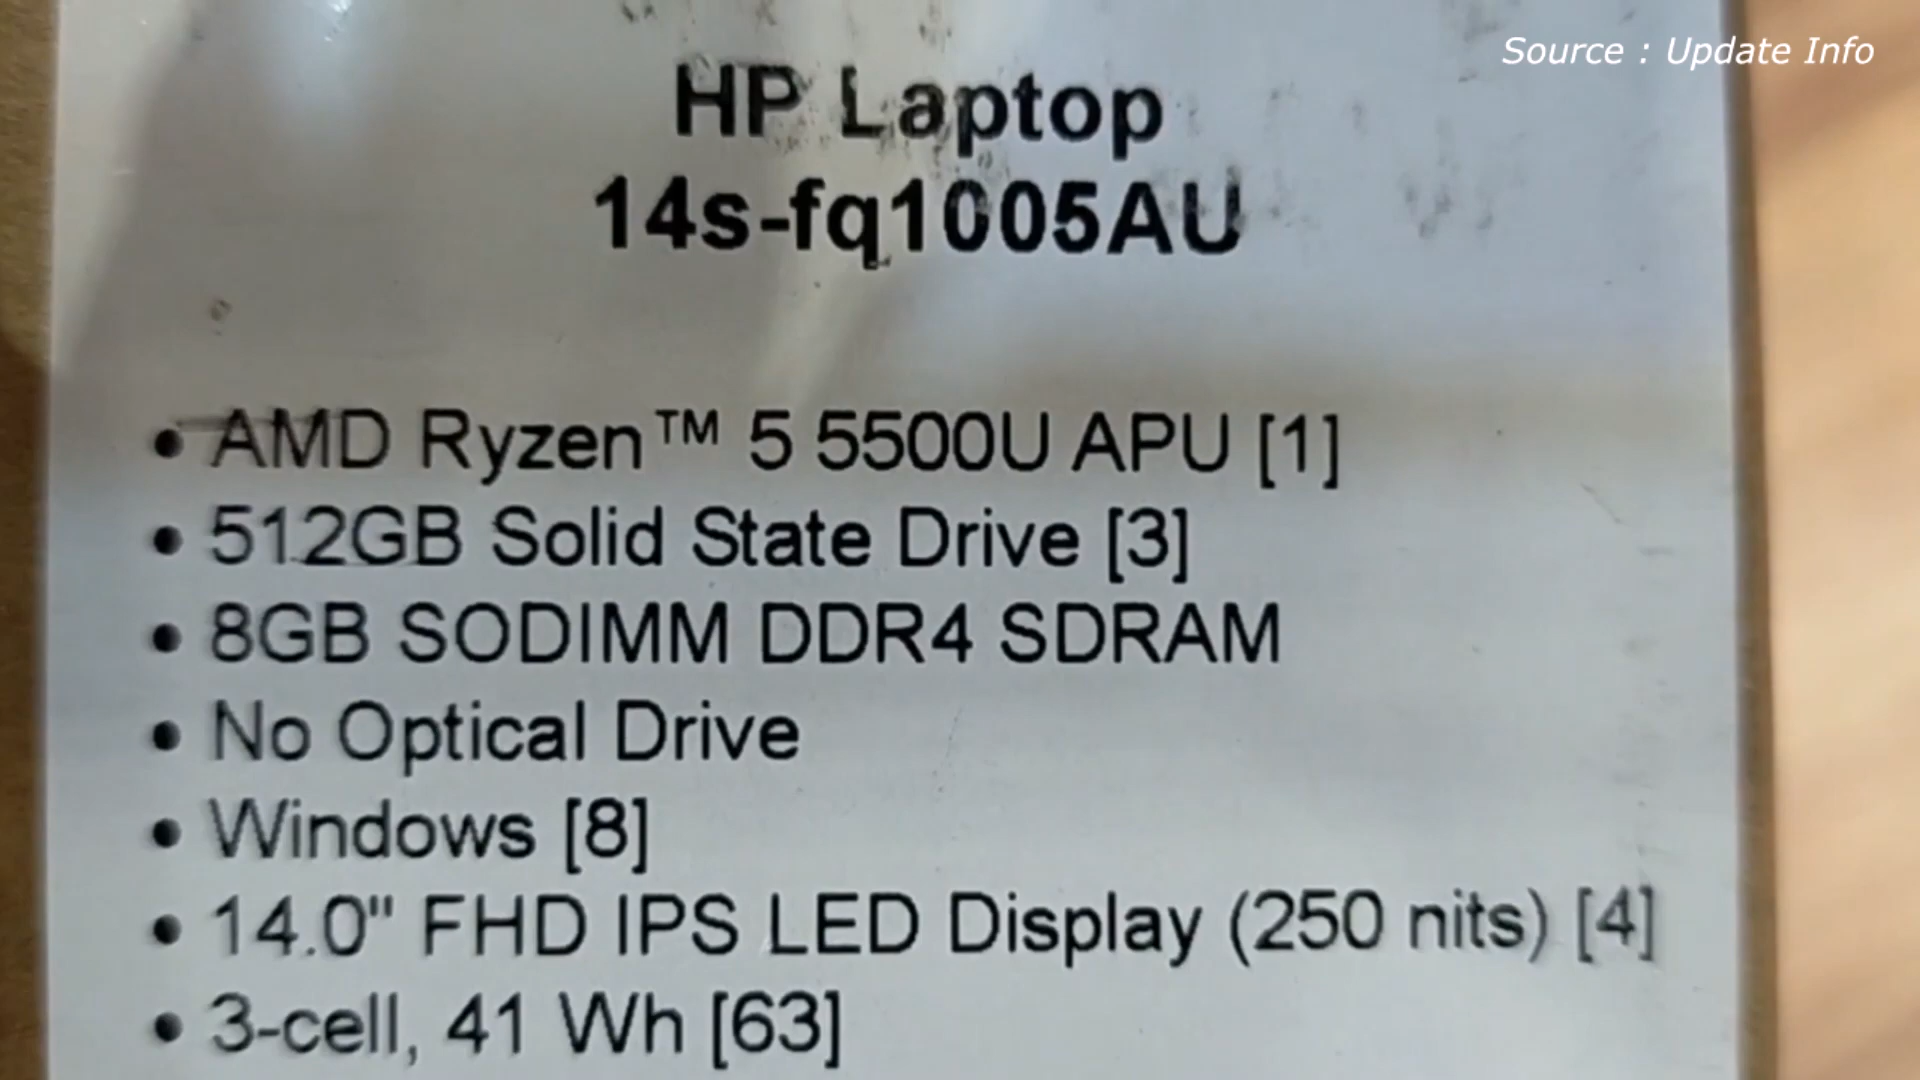 Source : Update Info
HP Laptop
14s-fq1005AU
• AMD Ryzen™ 5 5500U APU [1]
• 512GB Solid State Drive [3]
• 8GB SODIMM DDR4 SDRAM
• No Optical Drive
• Windows [8]
• 14.0" FHD IPS LED Display (250 nits) [4]
• 3-cell, 41 Wh [63]